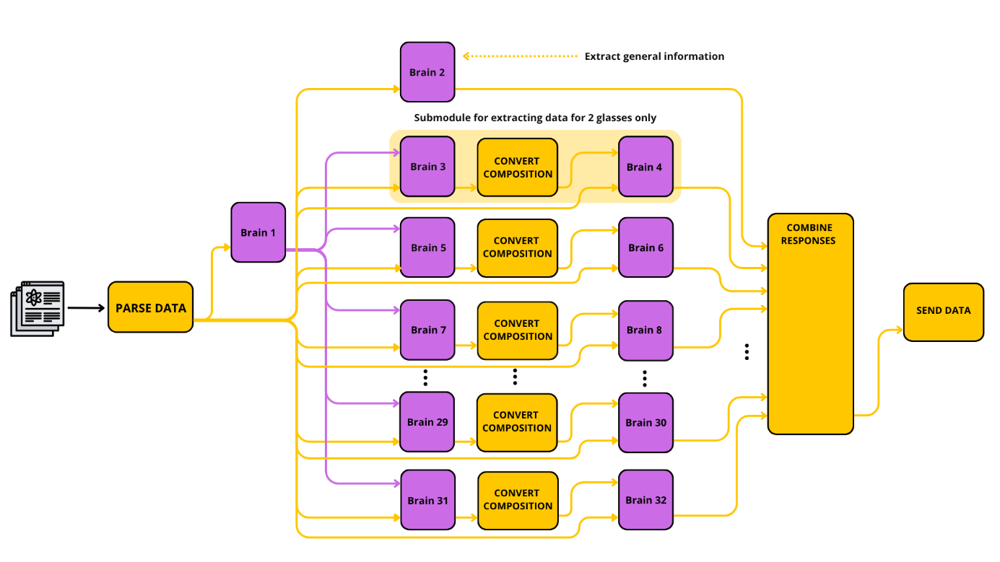 Brain 2
Extract general information
Submodule for extracting data for 2 glasses only
Brain 3
CONVERT
COMPOSITION
Brain 4
Brain 1
Brain 5
CONVERT
COMPOSITION
Brain 6
COMBINE
RESPONSES
PARSE DATA
Brain 7
CONVERT
COMPOSITION
Brain 8
SEND DATA
Brain 29
CONVERT
COMPOSITION
Brain 30
Brain 31
CONVERT
COMPOSITION
Brain 32